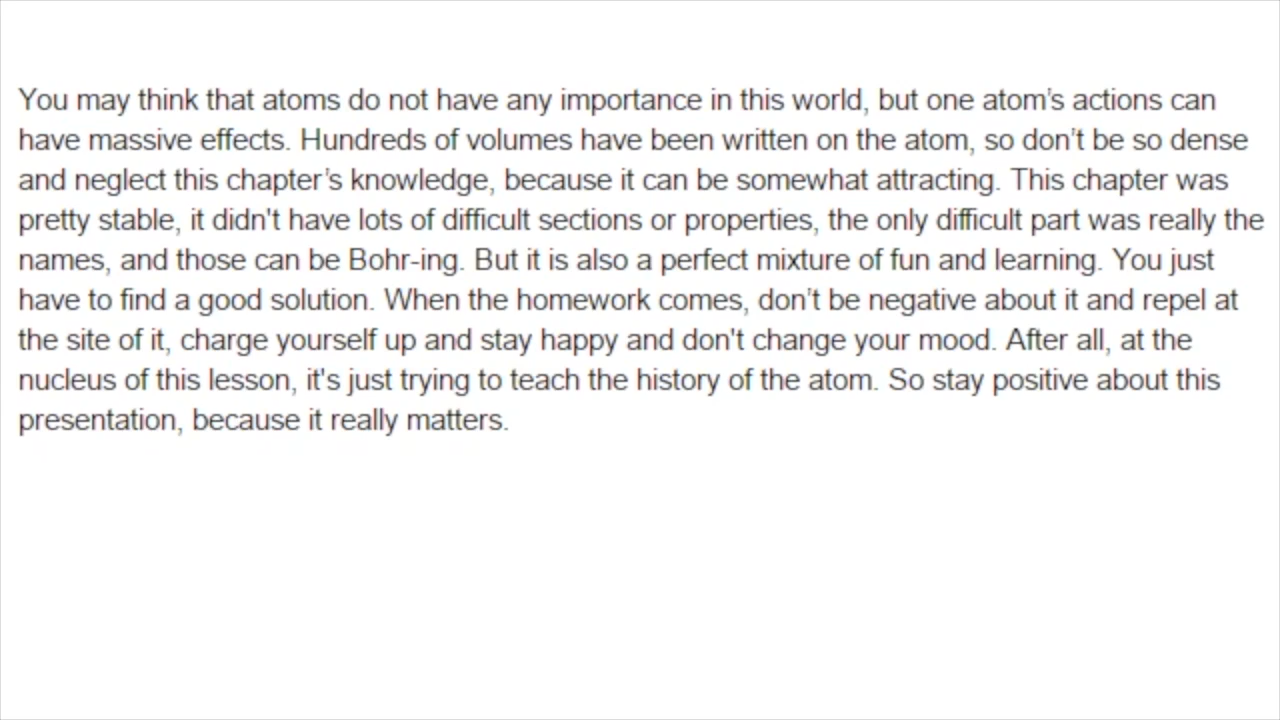 You may think that atoms do not have any importance in this world, but one atom’s actions can
have massive effects. Hundreds of volumes have been written on the atom, so don’t be so dense
and neglect this chapter’s knowledge, because it can be somewhat attracting. This chapter was
pretty stable, it didn't have lots of difficult sections or properties, the only difficult part was really the
names, and those can be Bohr-ing. But it is also a perfect mixture of fun and learning. You just
have to find a good solution. When the homework comes, don’t be negative about it and repel at
the site of it, charge yourself up and stay happy and don't change your mood. After all, at the
nucleus of this lesson, it's just trying to teach the history of the atom. So stay positive about this
presentation, because it really matters.